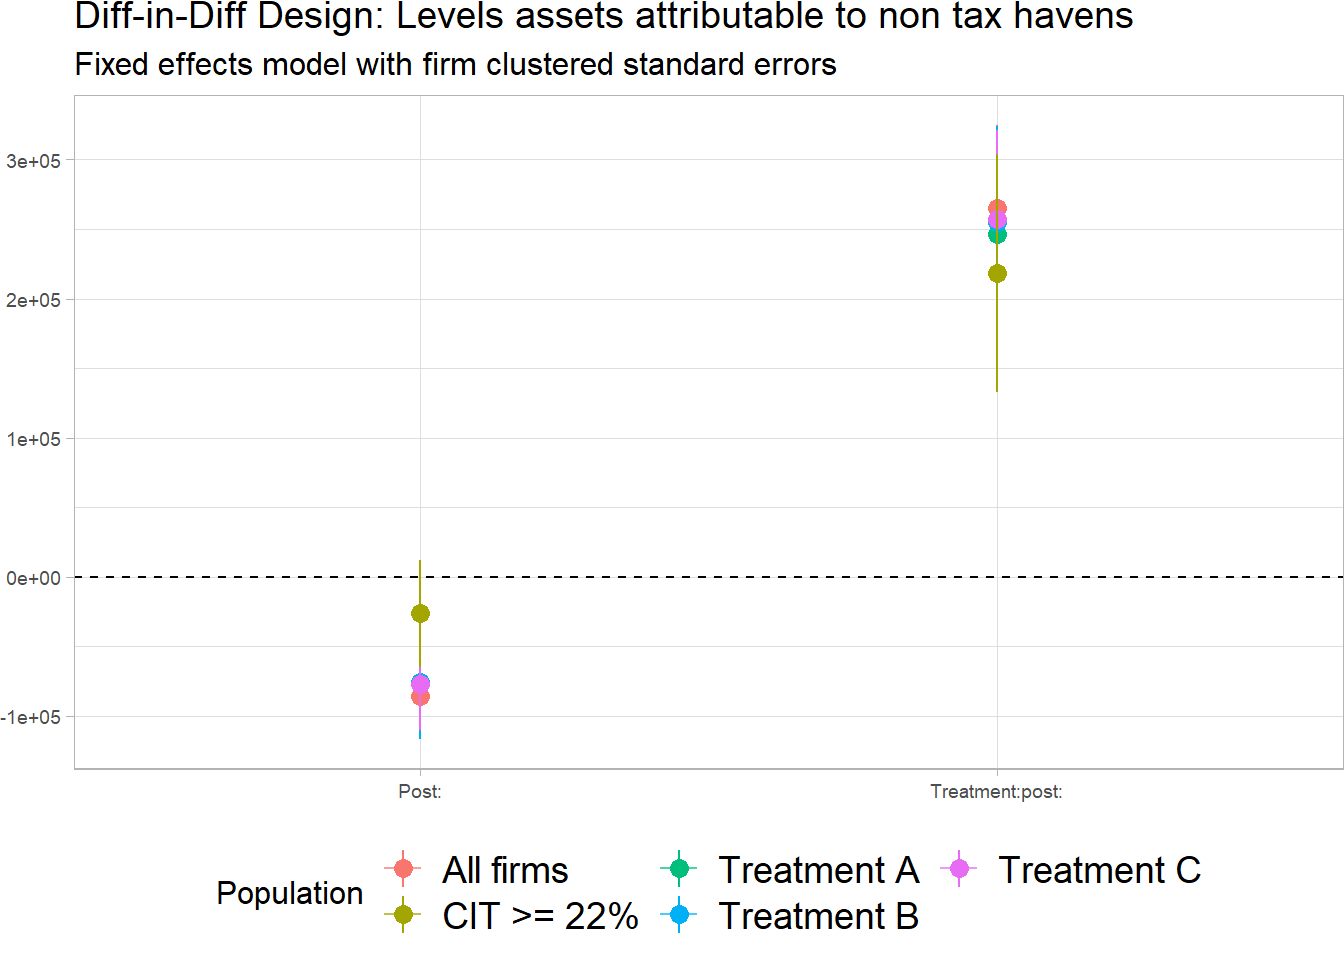 Diff-in-Diff Design: Levels assets attributable to non tax havens
Fixed effects model with firm clustered standard errors
3e+05
2e+05
1e+05
0e+00
-1e+05
Post:
Treatment:post:
Population
All firms
Treatment A
Treatment C
CIT >= 22%
Treatment B